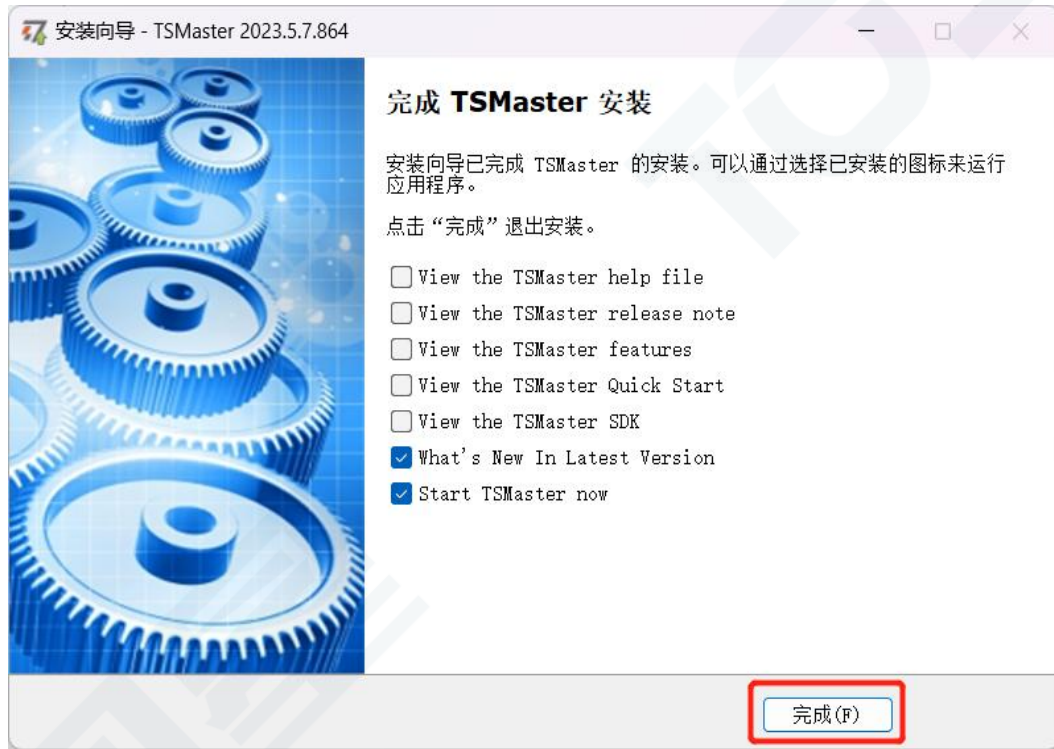 安装向导 - TSMaster 2023.5.7.864
完成 TSMaster 安装
安装向导已完成 TSMaster 的安装。可以通过选择已安装的图标来运行
应用程序。
点击“完成”退出安装。
View the TSMaster help file
View the TSMaster release note
View the TSMaster features
View the TSMaster Quick Start
View the TSMaster SDK
What's New In Latest Version
Start TSMaster now
完成(F)